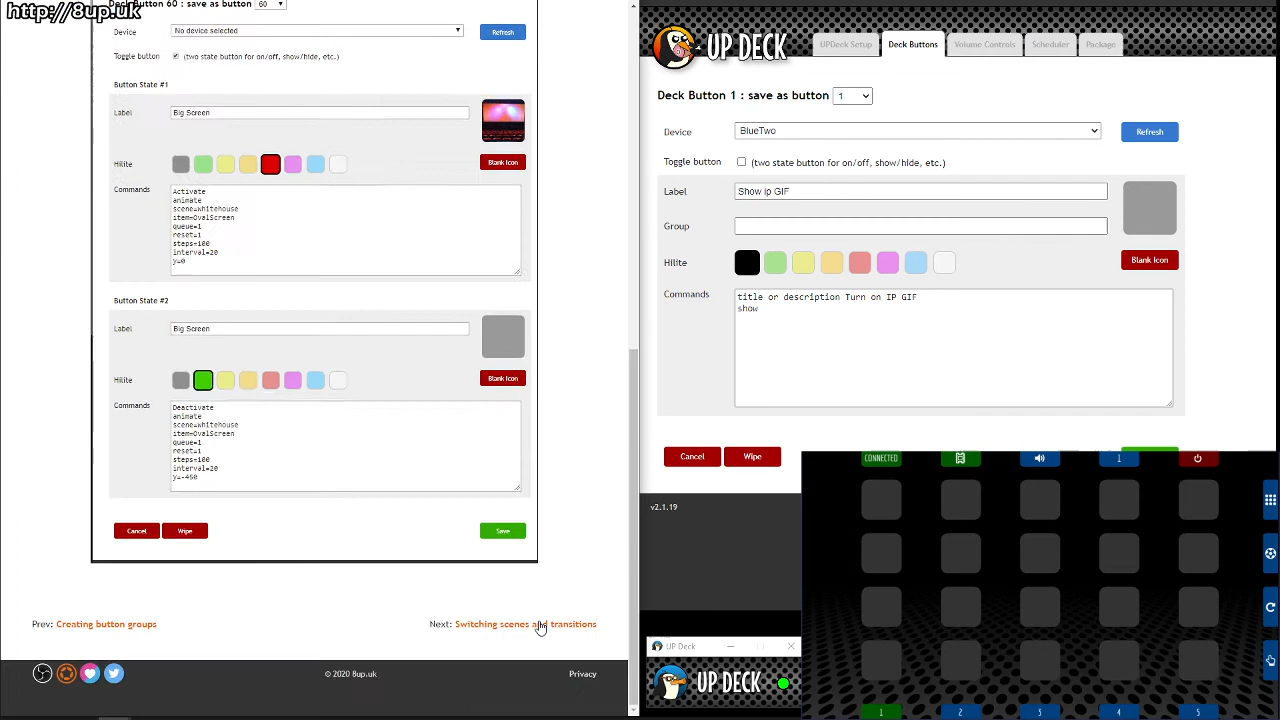 http://8up.uk
Deck Button 60 : save as button 60
Device No device selected Refresh
Toggle button (two state button for on/off, show/hide, etc.)
Button State #1
Label Big Screen
Hilite Blank Icon
Commands
Activate
animate
scene=Whitehouse
item=OvalScreen
queue=1
reset=1
steps=100
interval=20
y=0
Button State #2
Label Big Screen
Hilite Blank Icon
Commands
Deactivate
animate
scene=Whitehouse
item=OvalScreen
queue=1
reset=1
steps=100
interval=20
y=-450
Cancel Wipe Save
Prev: Creating button groups Next: Switching scenes and transitions
© 2020 8up.uk Privacy
UP DECK UPDeck Setup Deck Buttons Volume Controls Scheduler Package
Deck Button 1 : save as button 1
Device BlueTwo Refresh
Toggle button (two state button for on/off, show/hide, etc.)
Label Show ip GIF
Group
Hilite Blank Icon
Commands
title or description Turn on IP GIF
show
Cancel Wipe
v2.1.19
CONNECTED 1
UP Deck
UP DECK
1 2 3 4 5